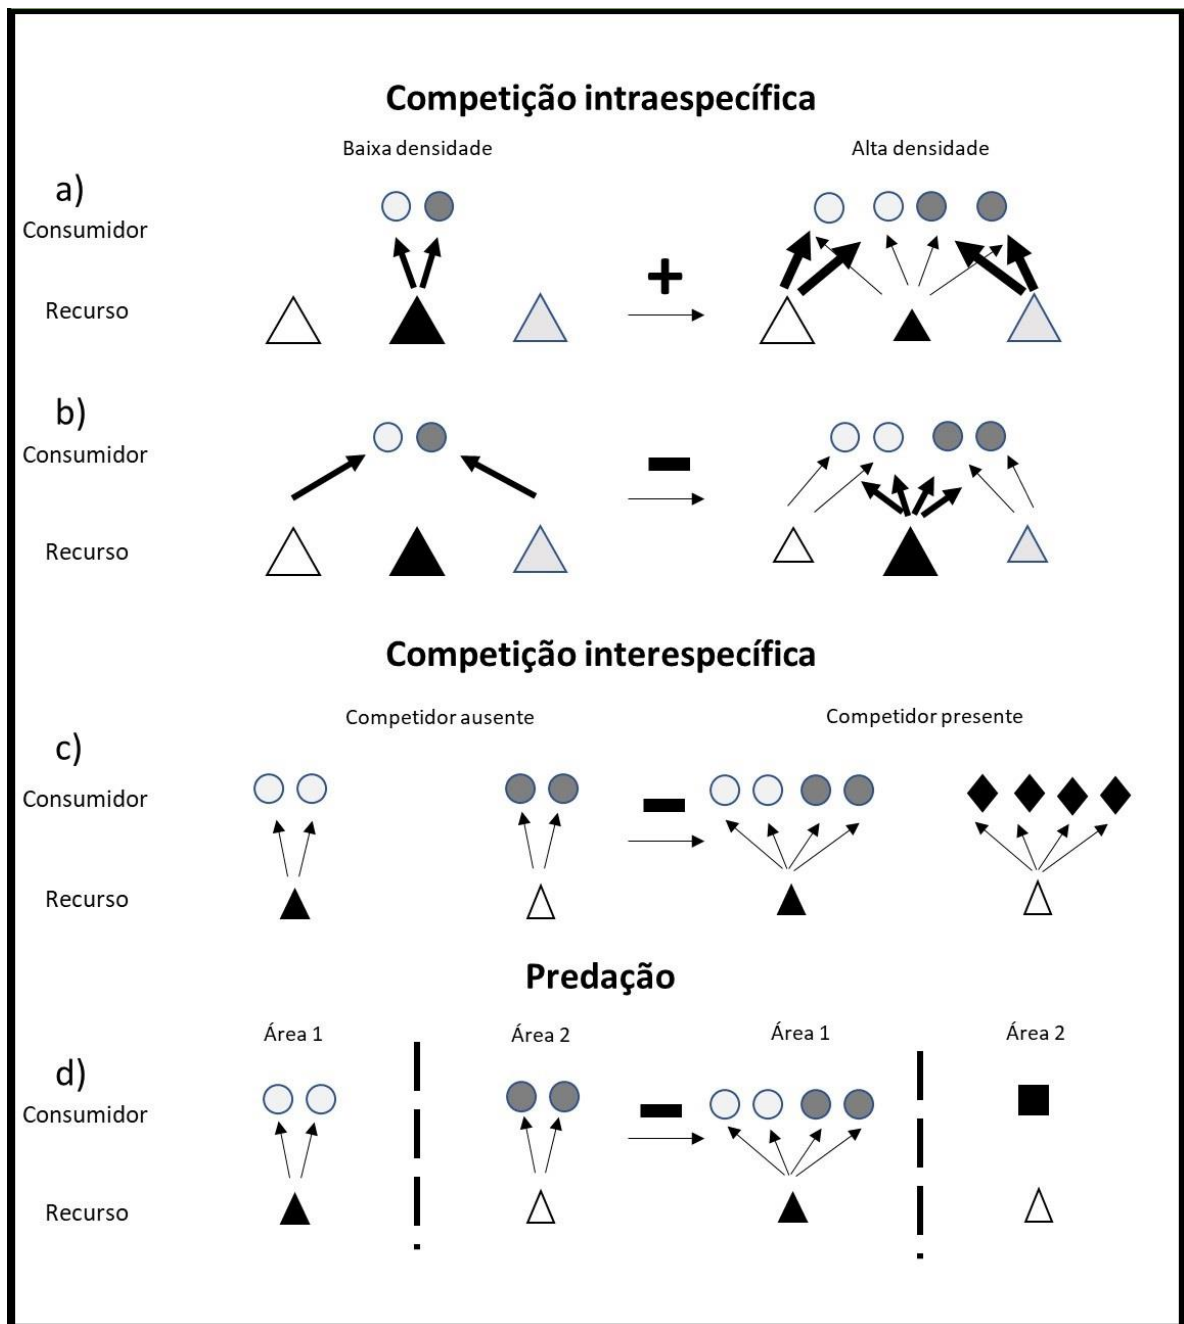 Competição intraespecífica
Baixa densidade
Alta densidade
a)
Consumidor
+
Recurso
b)
Consumidor
Recurso
Competição interespecífica
Competidor ausente
Competidor presente
c)
Consumidor
Recurso
Predação
Área 1
Área 2
Área 1
Área 2
d)
Consumidor
Recurso